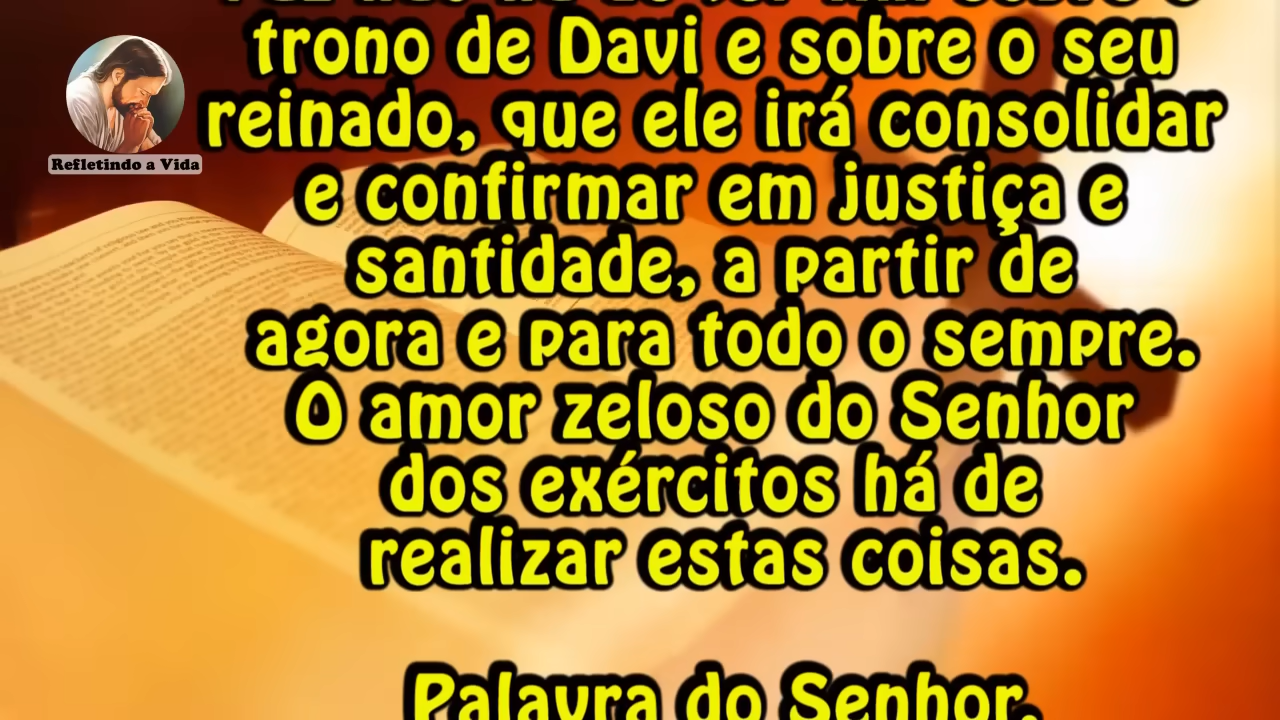 trono de Davi e sobre o seu
reinado, que ele irá consolidar
e confirmar em justiça e
santidade, a partir de
agora e para todo o sempre.
O amor zeloso do Senhor
dos exércitos há de
realizar estas coisas.
Palavra do Senhor.
Refletindo a Vida